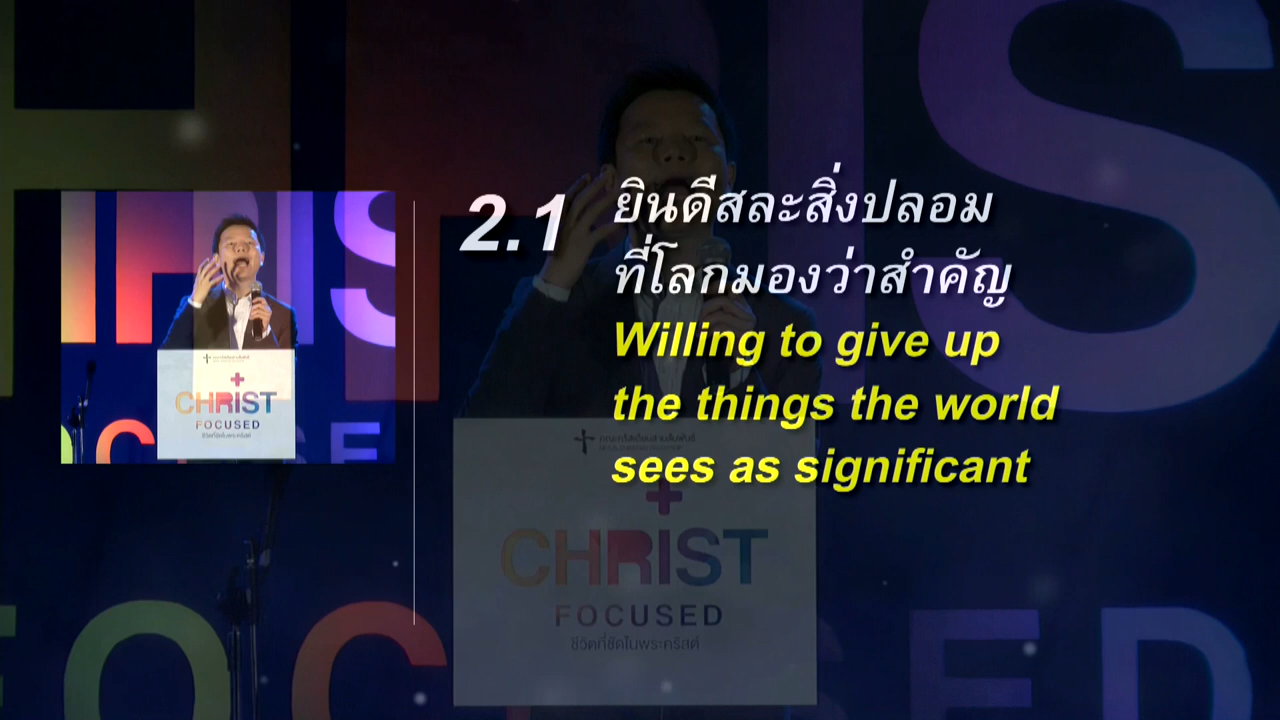 2.1 ยินดีสละสิ่งปลอม
ที่โลกมองว่าสำคัญ
Willing to give up
the things the world
sees as significant
CHRIST
FOCUSED
CHRIST
FOCUSED
ชีวิตที่ชิดในพระคริสต์